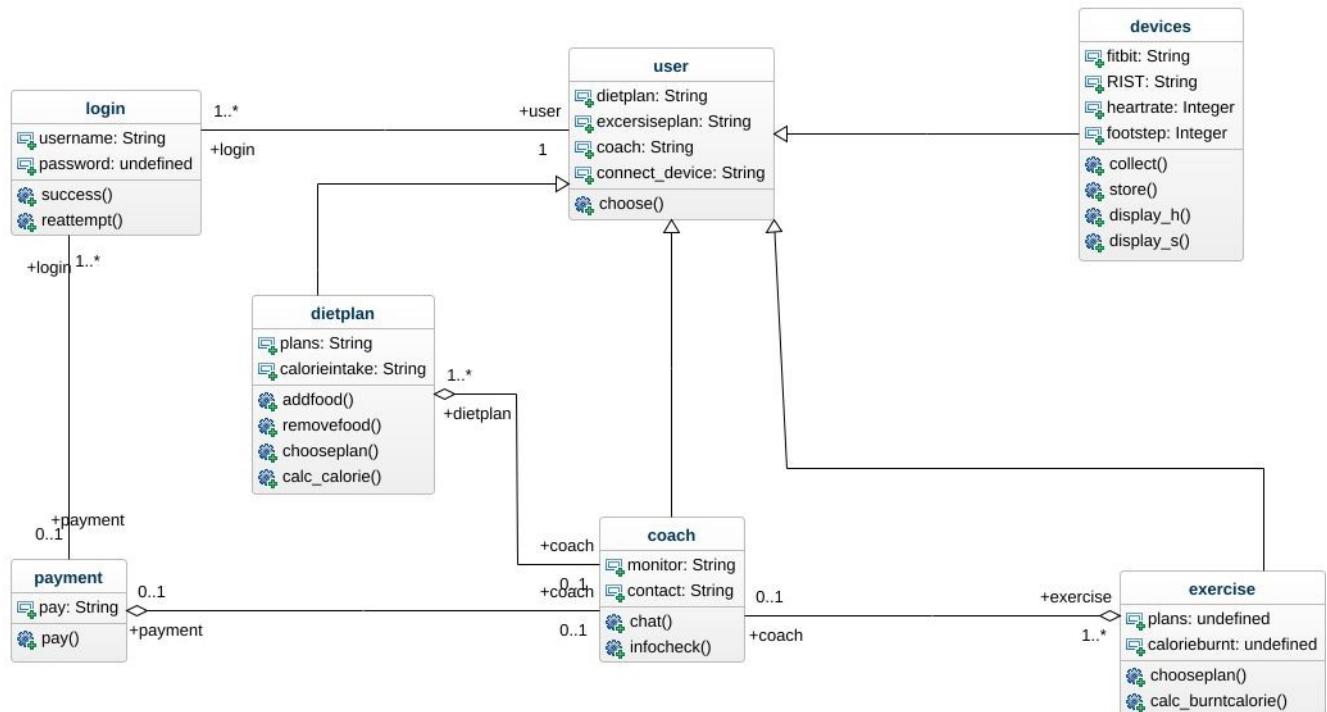 devices
fitbit: String
RIST: String
heartrate: Integer
footstep: Integer
collect()
store()
display_h()
display_s()
user
dietplan: String
excersiseplan: String
coach: String
connect_device: String
choose()
login
username: String
password: undefined
success()
reattempt()
1..*
+login
+user
1
+login
1..*
dietplan
plans: String
calorieintake: String
addfood()
removefood()
chooseplan()
calc_calorie()
1..*
+dietplan
+payment
0..1
payment
pay: String
pay()
0..1
+payment
+coach
0..1
+coach
0..1
coach
monitor: String
contact: String
chat()
infocheck()
0..1
+coach
+exercise
1..*
exercise
plans: undefined
calorieburnt: undefined
chooseplan()
calc_burntcalorie()